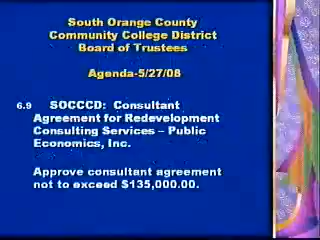 South Orange County
Community College District
Board of Trustees
Agenda-5/27/08
6.9 SOCCCD: Consultant
Agreement for Redevelopment
Consulting Services – Public
Economics, Inc.
Approve consultant agreement
not to exceed $135,000.00.